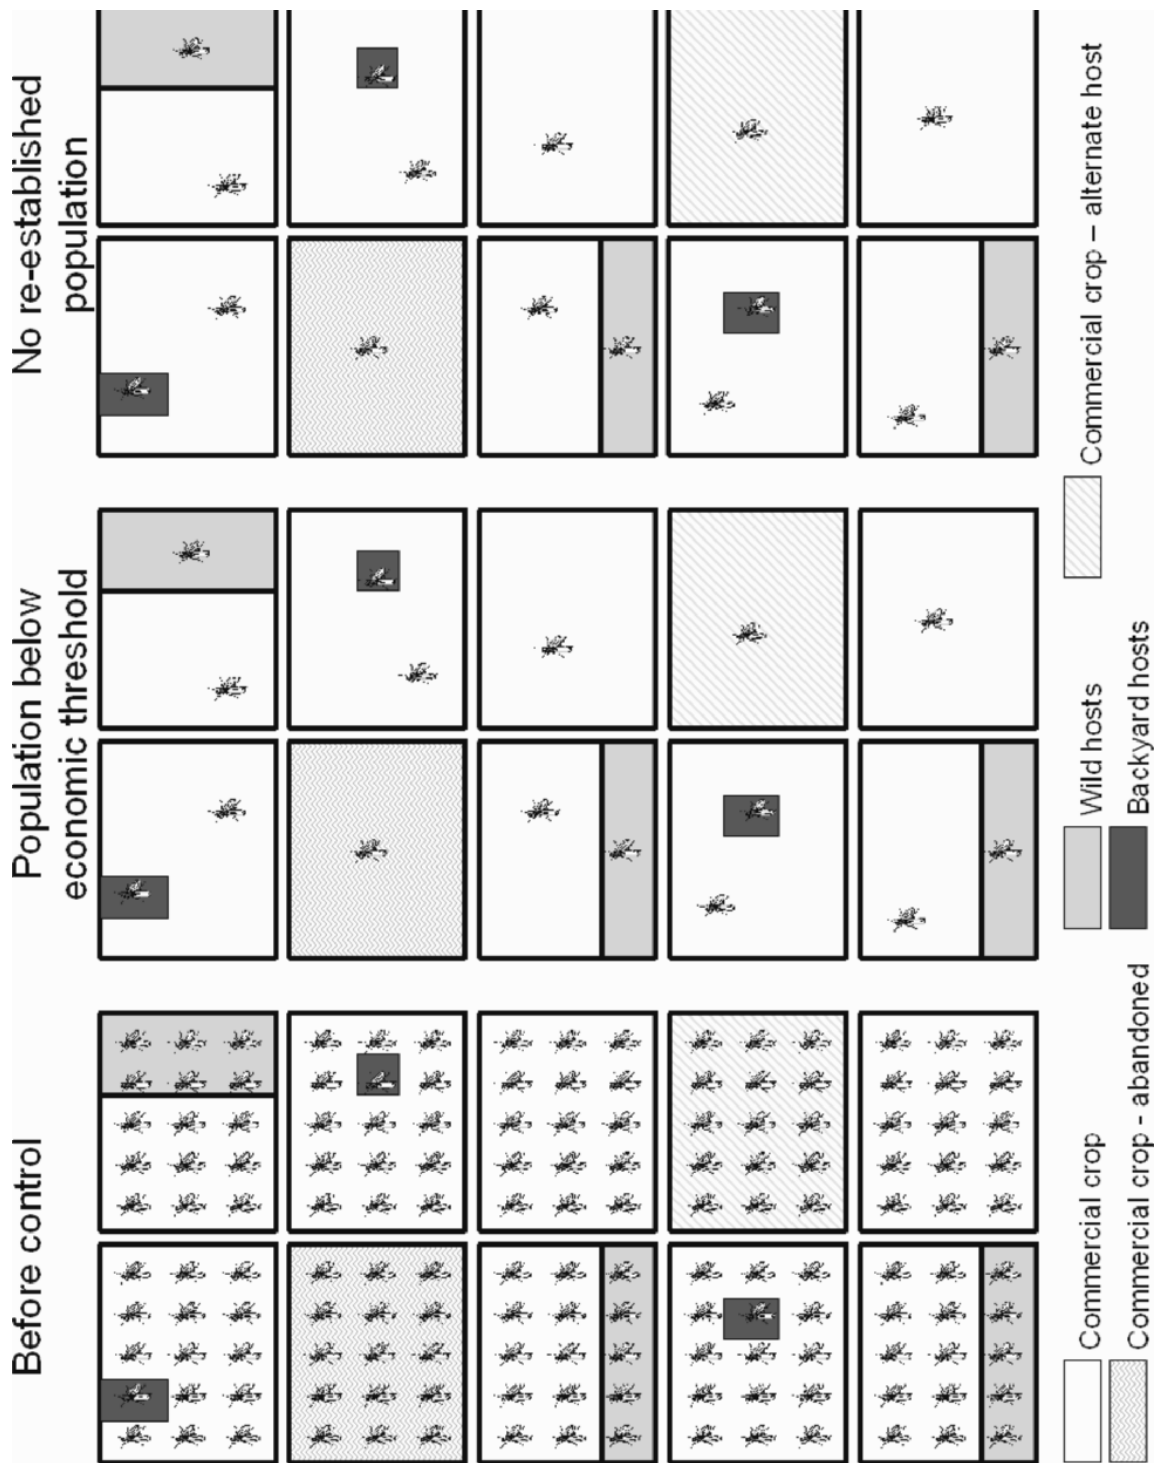 Before control
Population below
economic threshold
No re-established
population
Commercial crop
Wild hosts
Commercial crop – alternate host
Commercial crop - abandoned
Backyard hosts